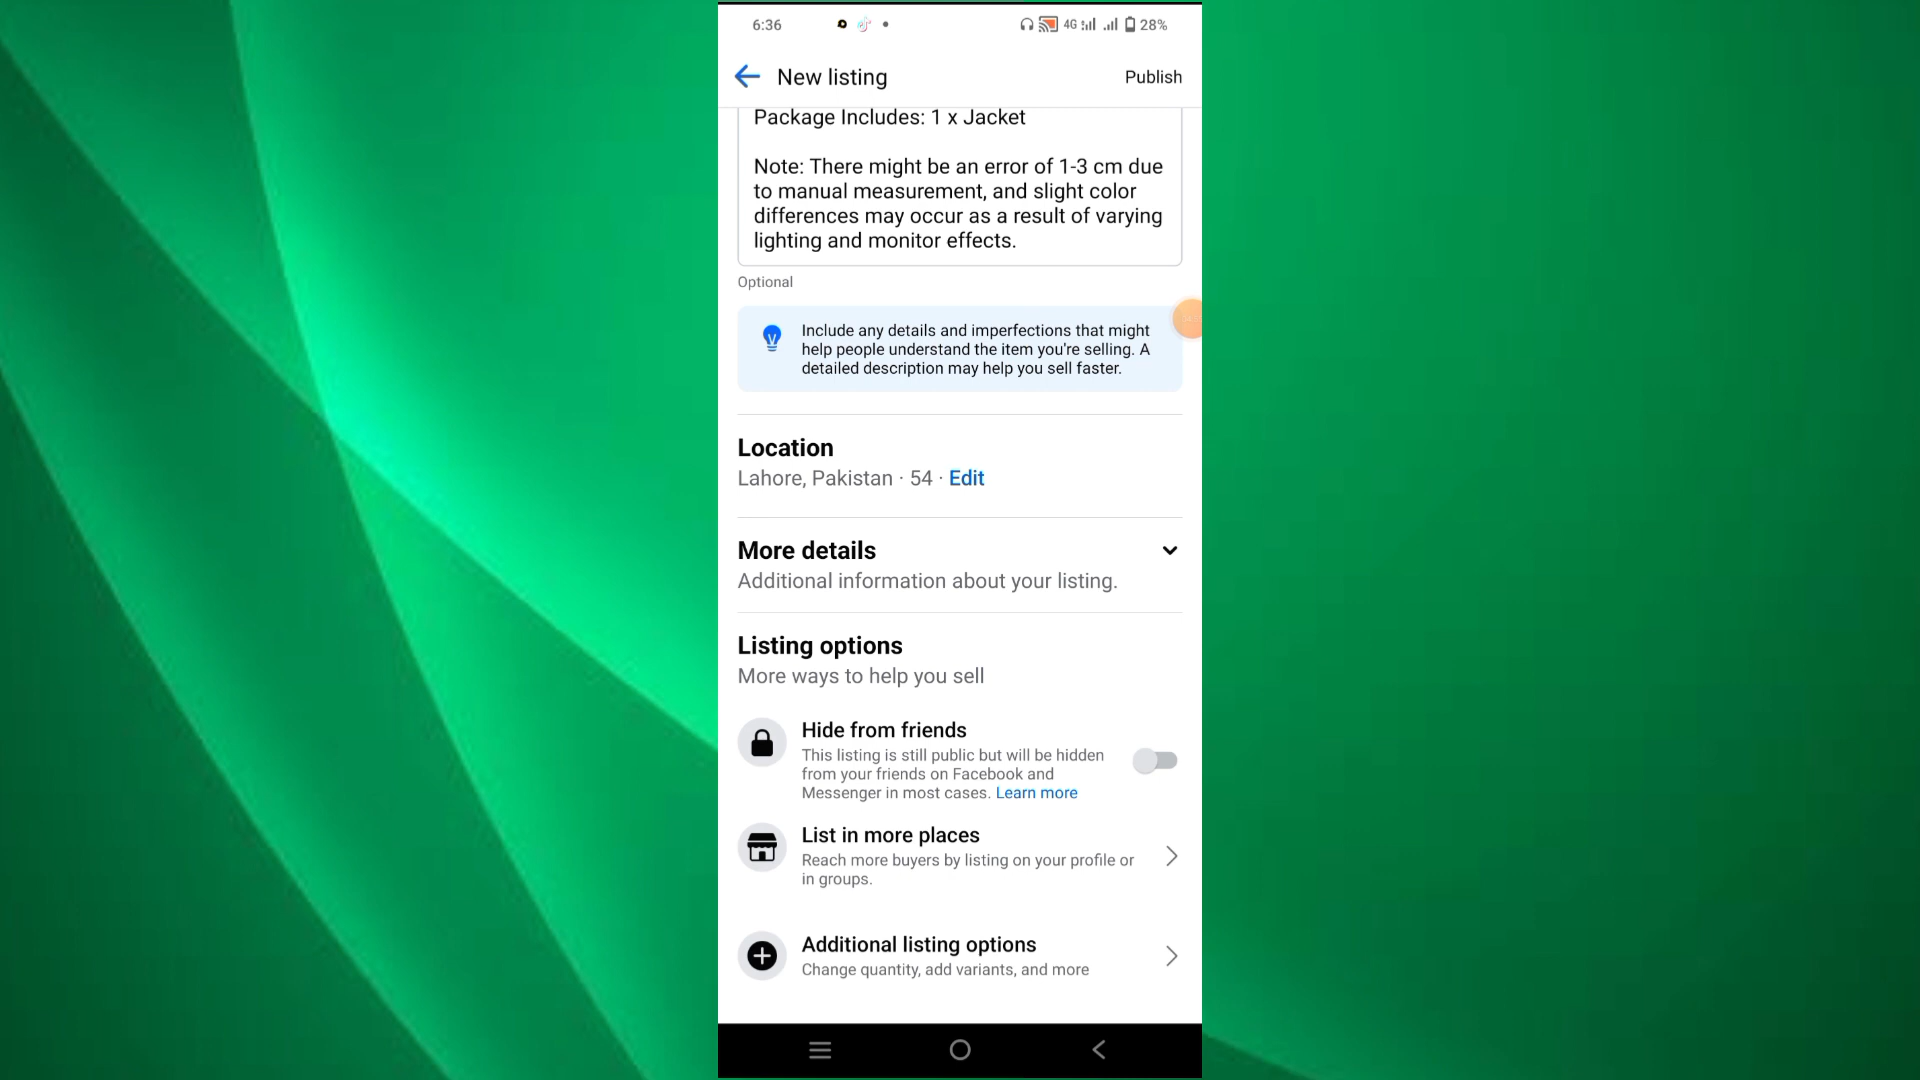 6:36
4G
28%
New listing
Publish
Package Includes: 1 x Jacket
Note: There might be an error of 1-3 cm due
to manual measurement, and slight color
differences may occur as a result of varying
lighting and monitor effects.
Optional
Include any details and imperfections that might
help people understand the item you're selling. A
detailed description may help you sell faster.
Location
Lahore, Pakistan · 54 · Edit
More details
Additional information about your listing.
Listing options
More ways to help you sell
Hide from friends
This listing is still public but will be hidden
from your friends on Facebook and
Messenger in most cases. Learn more
List in more places
Reach more buyers by listing on your profile or
in groups.
Additional listing options
Change quantity, add variants, and more